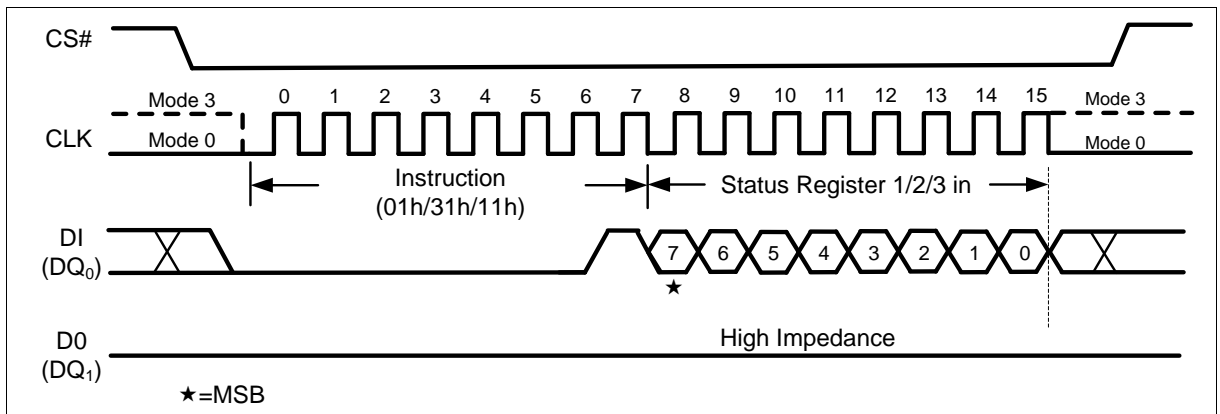 CS#
Mode 3
0 1 2 3 4 5 6 7 8 9 10 11 12 13 14 15
Mode 3
CLK
Mode 0
Mode 0
Instruction
(01h/31h/11h)
Status Register 1/2/3 in
DI
(DQ₀)
7 6 5 4 3 2 1 0
★
High Impedance
D0
(DQ₁)
★=MSB